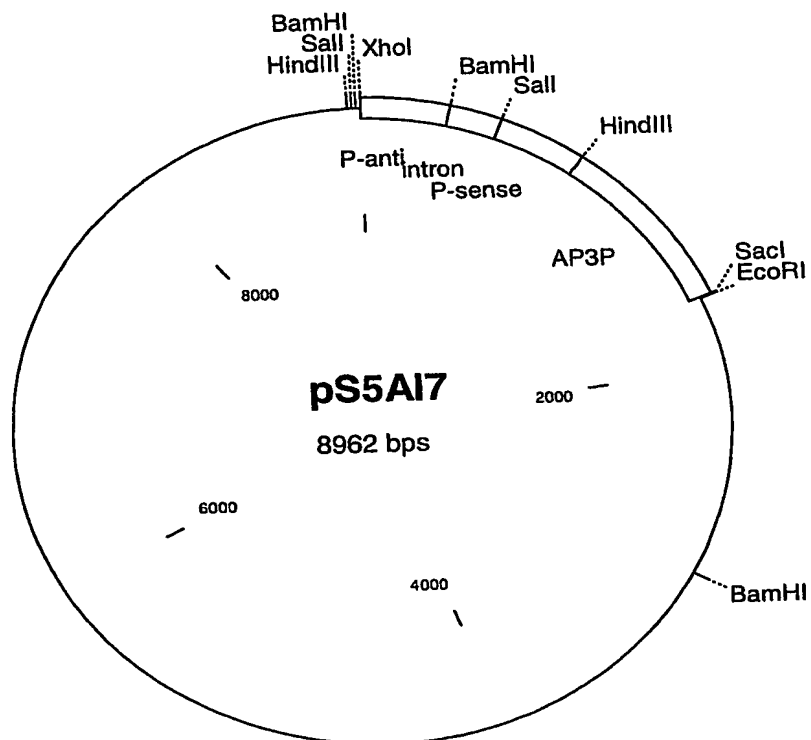 BamHI
SalI
HindIII
XhoI
BamHI
SalI
HindIII
P-anti
intron
P-sense
AP3P
SacI
EcoRI
8000
pS5AI7
2000
8962 bps
6000
4000
BamHI